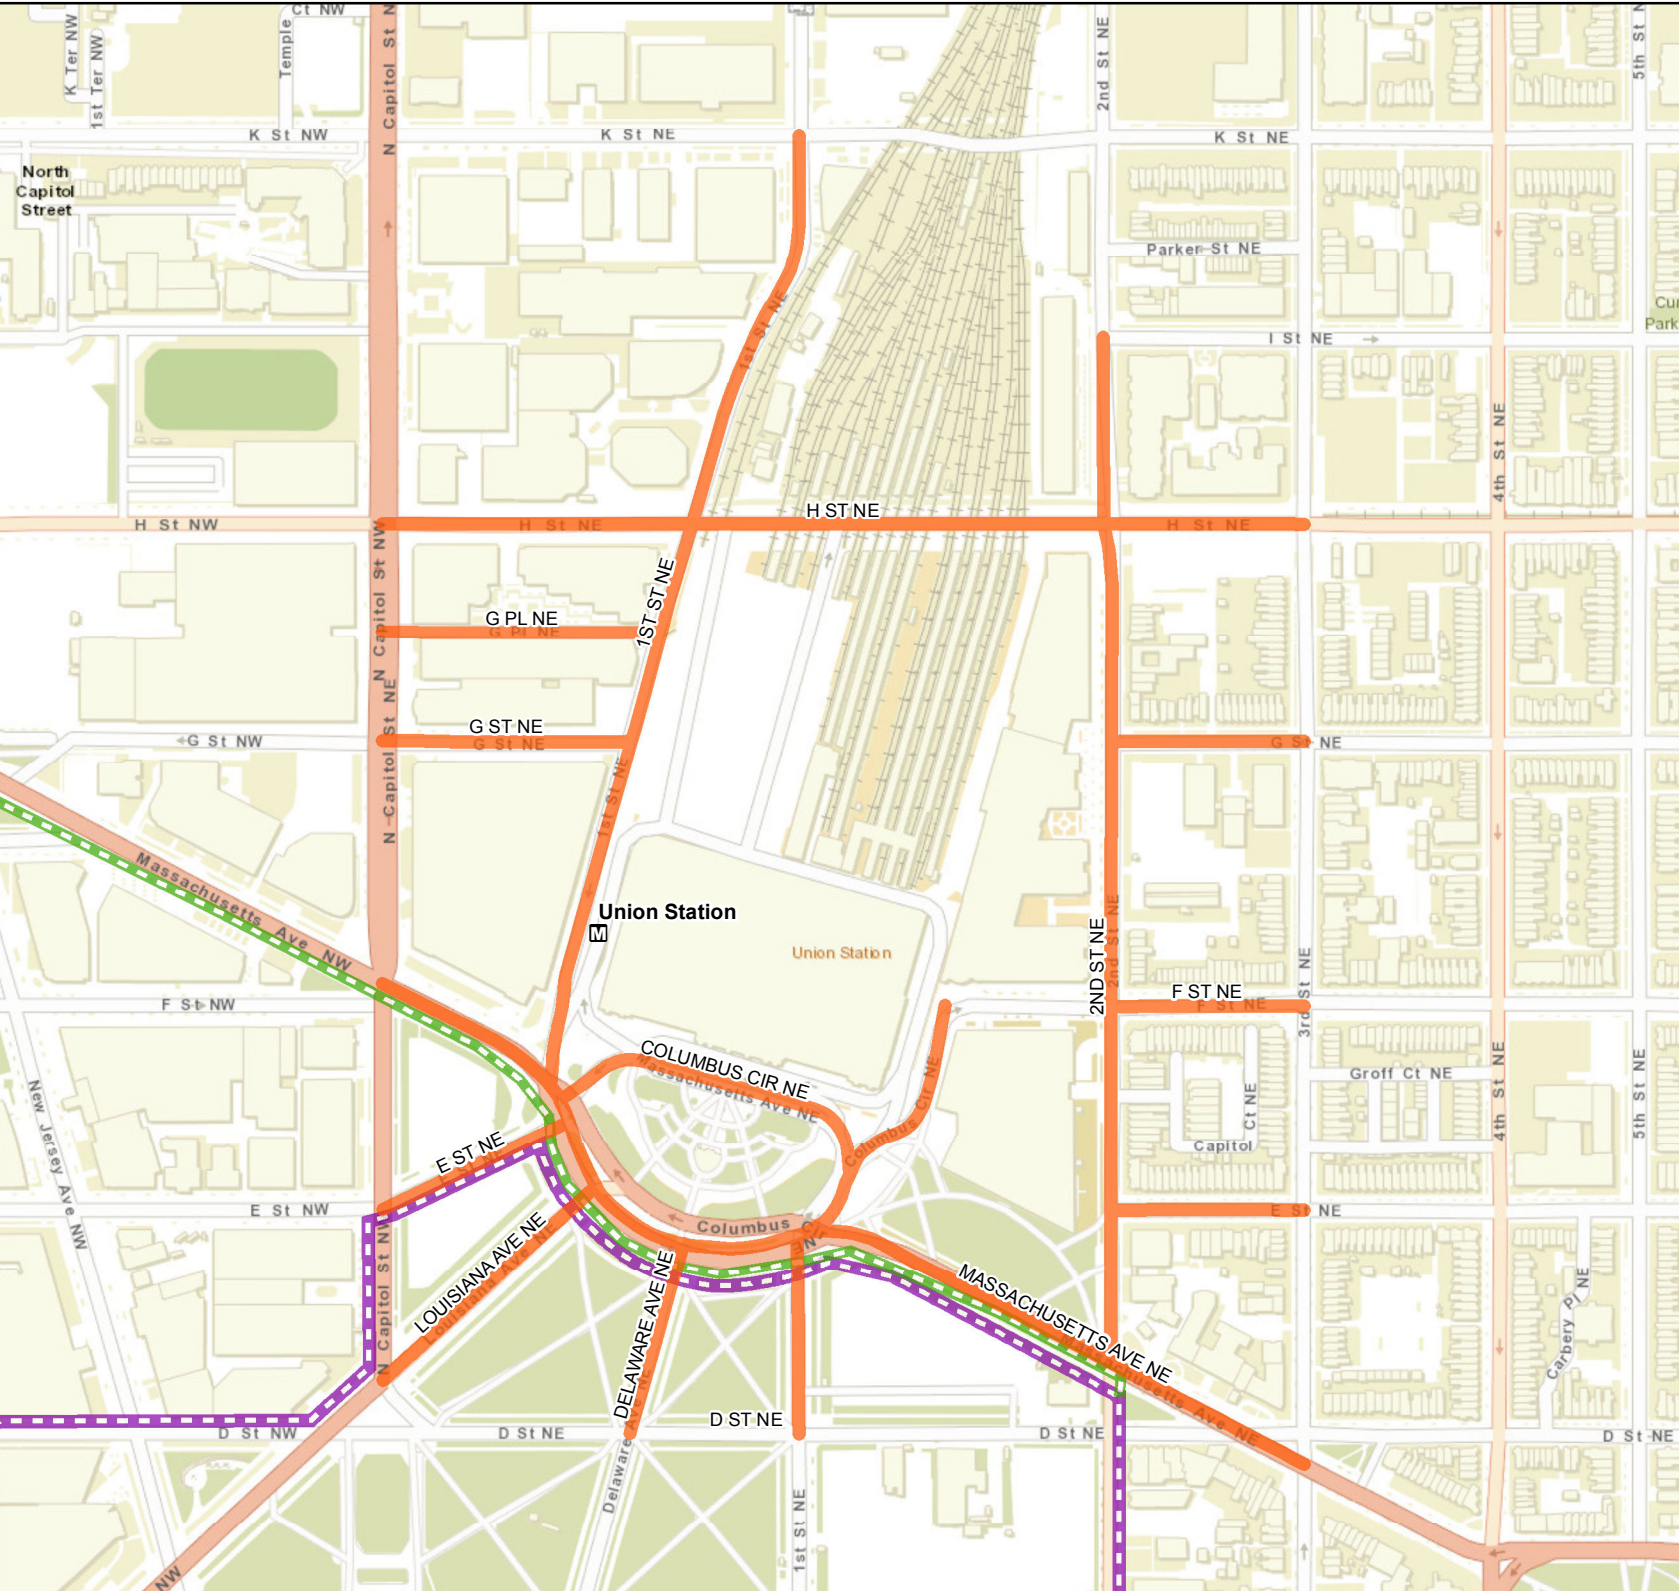 Ct NW
K Ter NW
1st Ter NW
Temple
N Capitol St N
2nd St NE
5th St N
K St NW
K St NE
K St NE
North
Capitol
Street
Parker St NE
Cur
Park
1st St NE
I St NE
4th St NE
H ST NE
H St NW
H St NE
H St NE
N Capitol St NW
1ST ST NE
G PL NE
G Pl NE
N Capitol St NE
G ST NE
G St NW
G St NE
G St NE
1st St NE
Massachusetts Ave NW
Union Station
M
Union Station
2ND ST NE
2nd St NE
3rd St NE
F ST NE
F St NE
F St NW
COLUMBUS CIR NE
Massachusetts Ave NE
Columbus Cir NE
Groff Ct NE
4th St NE
5th St NE
Capitol
Ct NE
New Jersey Ave NW
E ST NE
E St NW
E St NE
Columbus Cir
NE
N Capitol St NW
LOUISIANA AVE NE
Louisiana Ave NE
DELAWARE AVE NE
MASSACHUSETTS AVE NE
Massachusetts Ave NE
Carbery Pl NE
D ST NE
D St NW
D St NE
D St NE
D St NE
Delaware Ave NE
1st St NE
NW